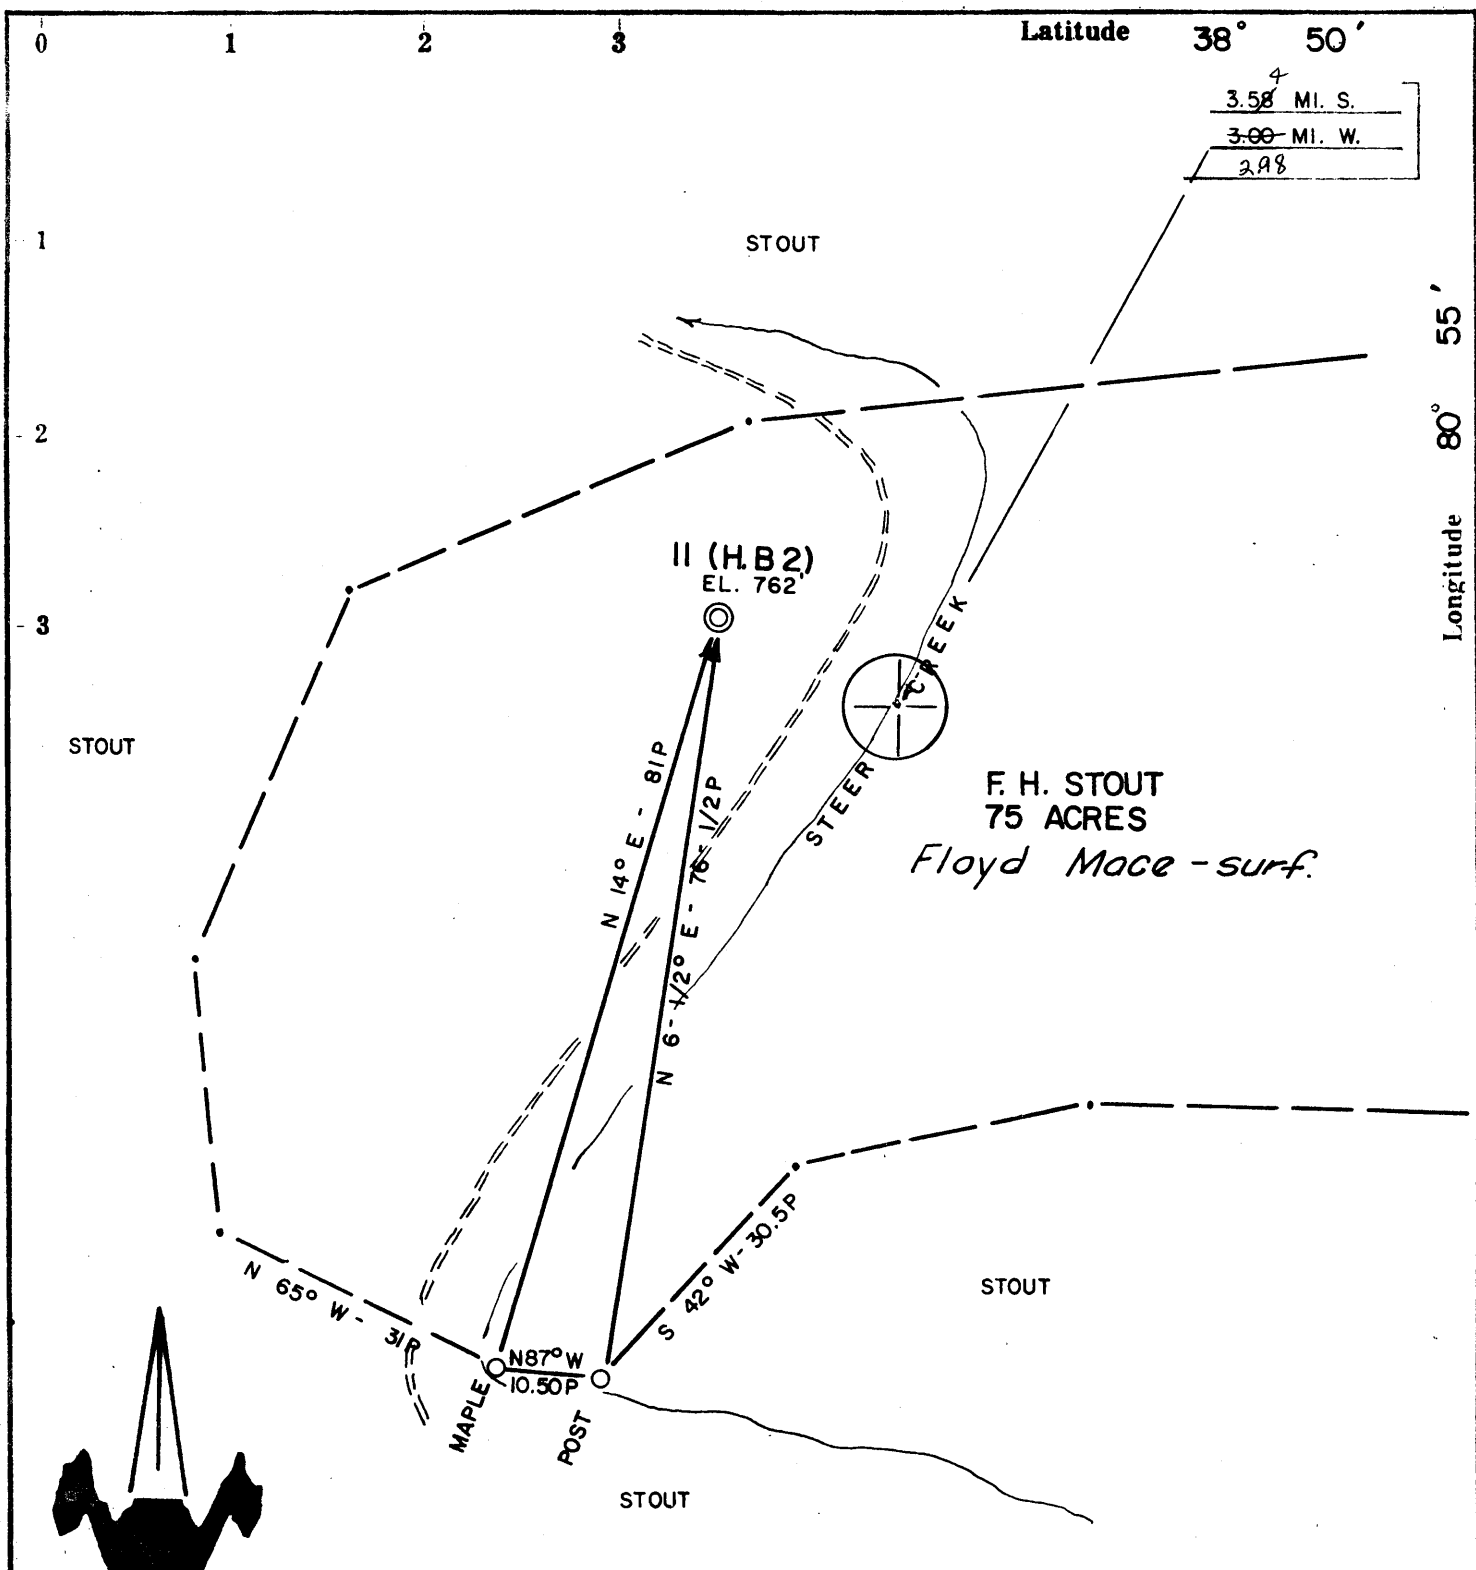 0 1 2 3 Latitude 38° 50'
4
3.58 MI. S.
3.00 MI. W.
2.98
1
STOUT
Longitude 80° 55'
2
11 (H.B 2)
EL. 762'
3
STEER CREEK
STOUT
N 14° E - 81P
N 6-1/2° E - 76-1/2P
F. H. STOUT
75 ACRES
Floyd Mace - surf.
S 42° W - 30.5P
N 65° W - 31P
STOUT
N87°W
10.50P
MAPLE
POST
STOUT